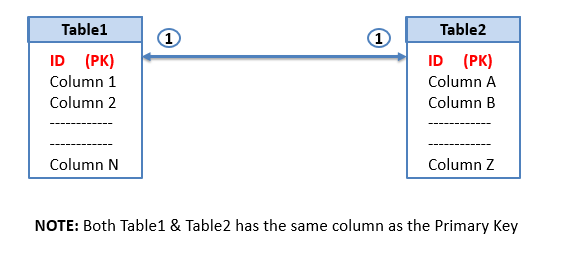 Table1
1
1
Table2
ID (PK)
Column 1
Column 2
------------
------------
Column N
ID (PK)
Column A
Column B
------------
------------
Column Z
NOTE: Both Table1 & Table2 has the same column as the Primary Key